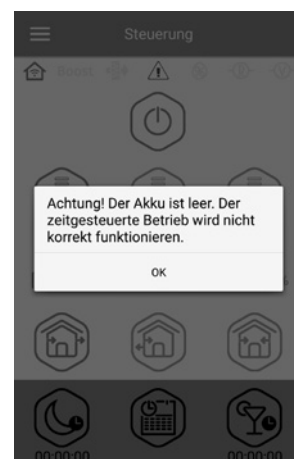 Steuerung
Boost
Achtung! Der Akku ist leer. Der
zeitgesteuerte Betrieb wird nicht
korrekt funktionieren.
OK
00:00:00
00:00:00